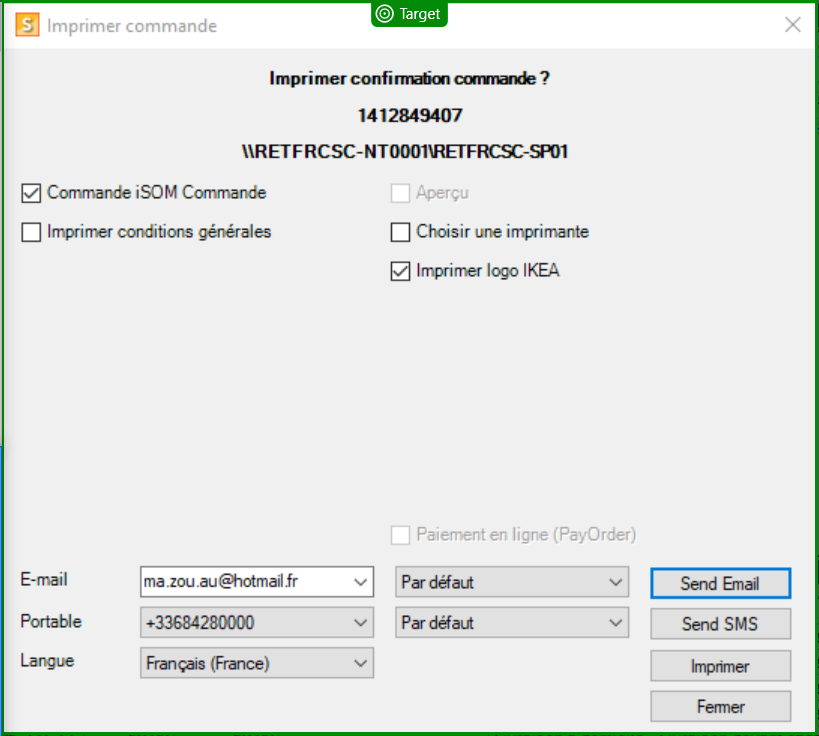 Target
S Imprimer commande
Imprimer confirmation commande ?
1412849407
\\RETFRCSC-NT0001\RETFRCSC-SP01
Commande iSOM Commande
Aperçu
Imprimer conditions générales
Choisir une imprimante
Imprimer logo IKEA
Paiement en ligne (PayOrder)
E-mail ma.zou.au@hotmail.fr Par défaut Send Email
Portable +33684280000 Par défaut Send SMS
Langue Français (France) Imprimer
Fermer